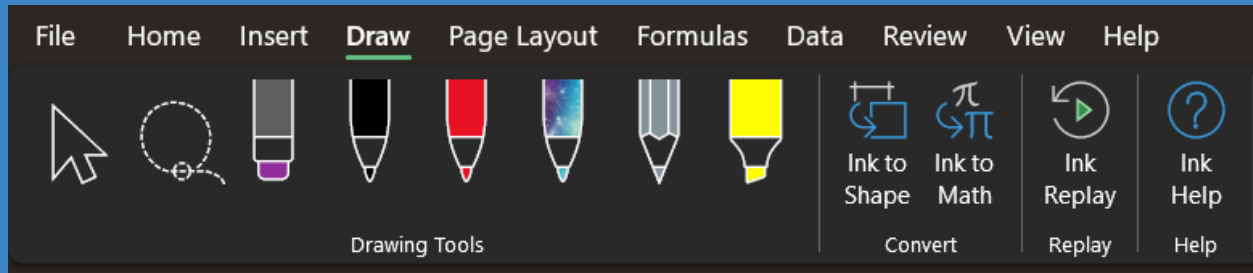 File Home Insert Draw Page Layout Formulas Data Review View Help
Ink to Shape
Ink to Math
Ink Replay
Ink Help
Drawing Tools Convert Replay Help